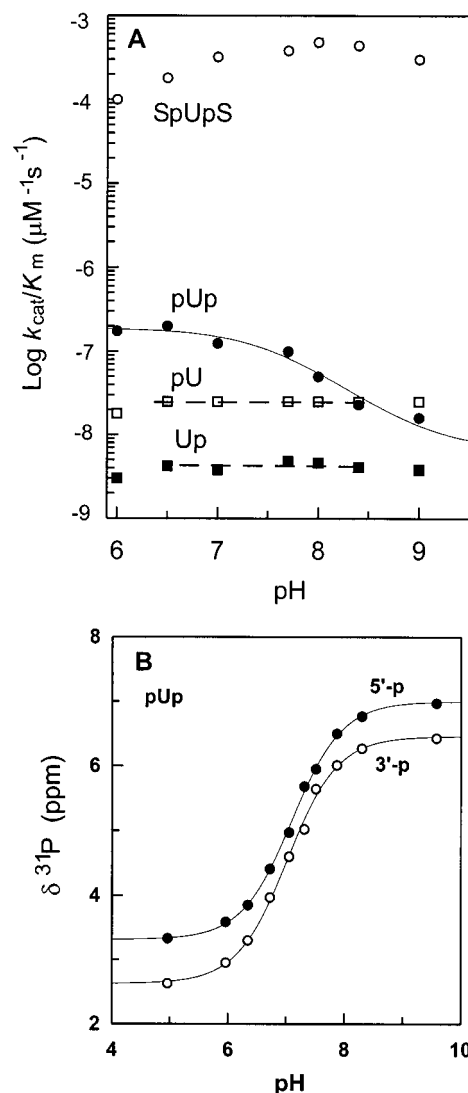 A
-3
-4
-5
-6
-7
-8
-9
Log kcat/Km (μM⁻¹s⁻¹)
SpUpS
pUp
pU
Up
6 7 8 9
pH
B
pUp
5'-p
3'-p
8
6
4
2
δ ³¹P (ppm)
4 6 8 10
pH